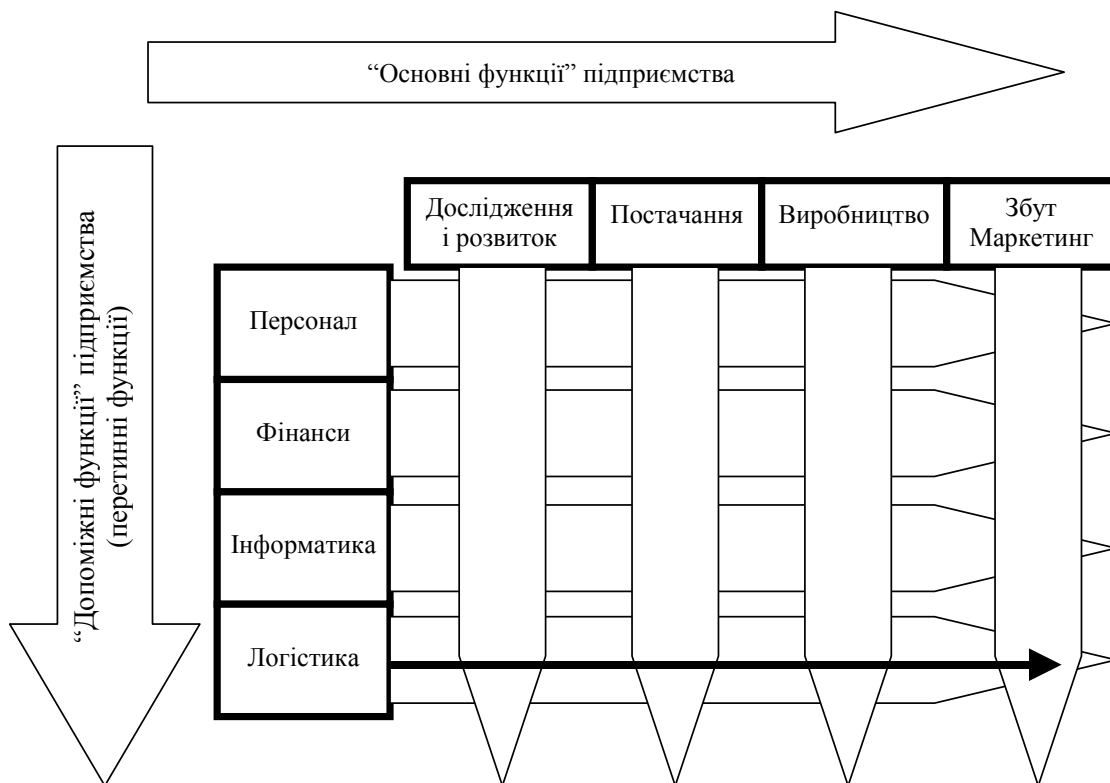 “Основні функції” підприємства
“Допоміжні функції” підприємства
(перетинні функції)
Дослідження
і розвиток
Постачання
Виробництво
Збут
Маркетинг
Персонал
Фінанси
Інформатика
Логістика